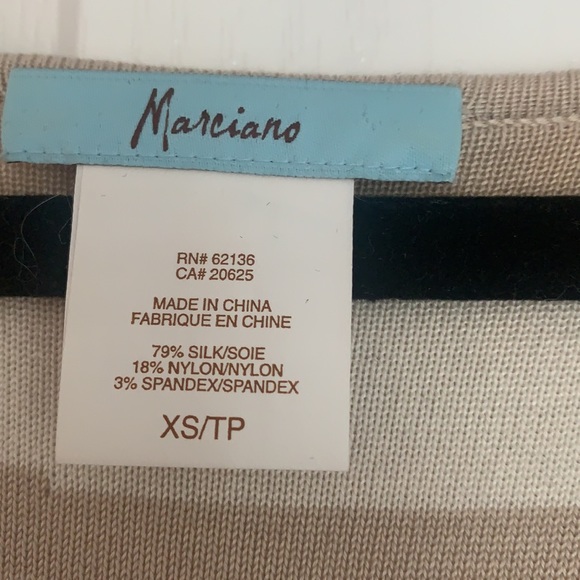 Marciano
RN# 62136
CA# 20625
MADE IN CHINA
FABRIQUE EN CHINE
79% SILK/SOIE
18% NYLON/NYLON
3% SPANDEX/SPANDEX
XS/TP